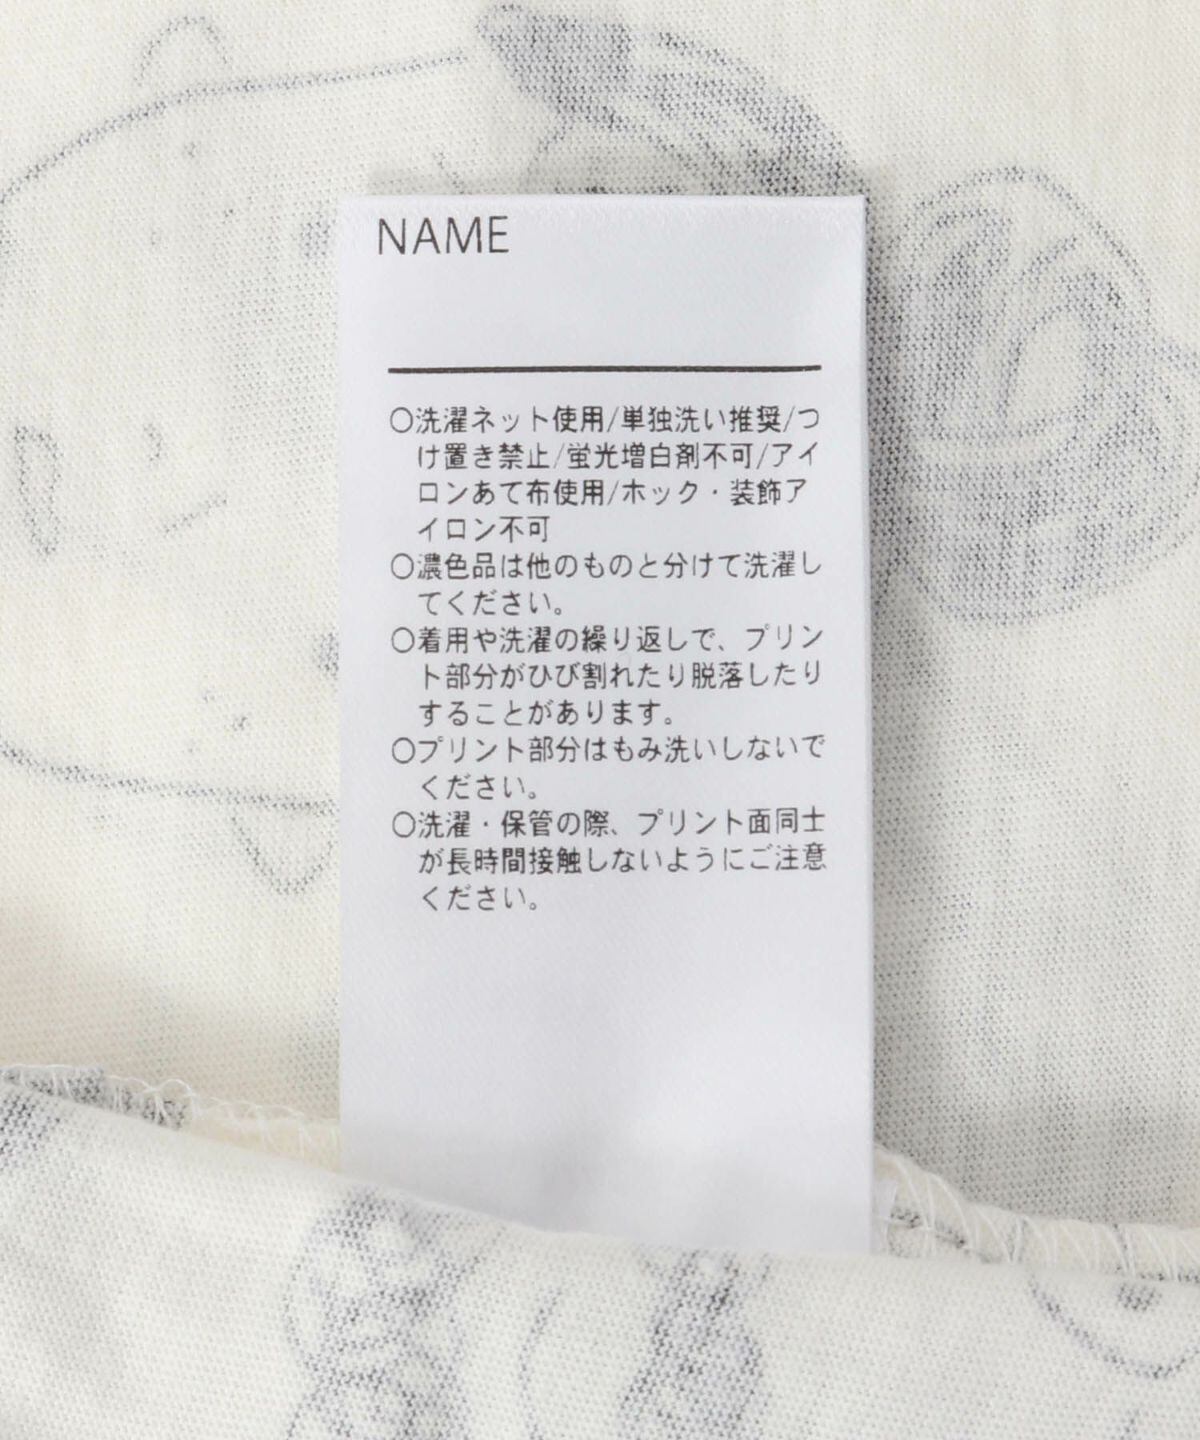 NAME
○洗濯ネット使用/単独洗い推奨/つ
け置き禁止/蛍光増白剤不可/アイ
ロンあて布使用/ホック・装飾ア
イロン不可
○濃色品は他のものと分けて洗濯し
てください。
○着用や洗濯の繰り返しで、プリン
ト部分がひび割れたり脱落したり
することがあります。
○プリント部分はもみ洗いしないで
ください。
○洗濯・保管の際、プリント面同士
が長時間接触しないようにご注意
ください。